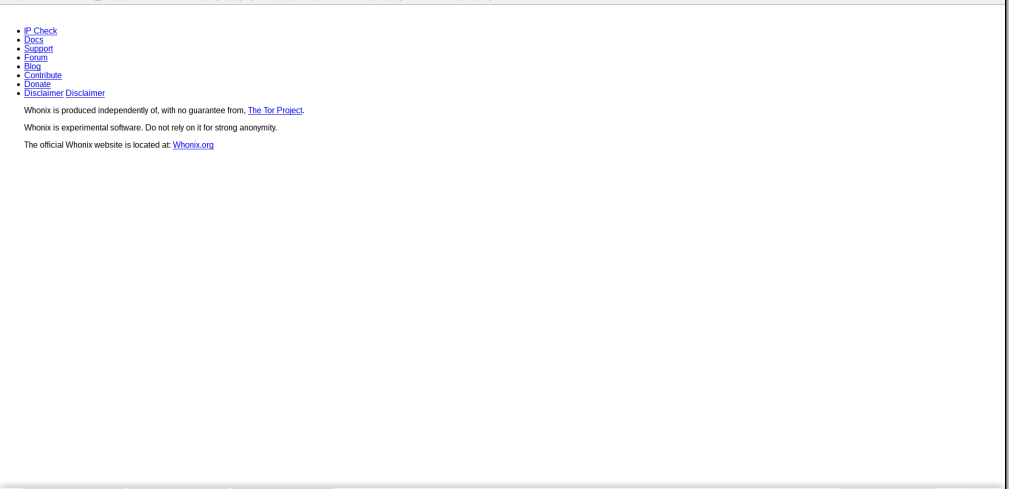 IP Check
Docs
Support
Forum
Blog
Contribute
Donate
Disclaimer Disclaimer
Whonix is produced independently of, with no guarantee from, The Tor Project.
Whonix is experimental software. Do not rely on it for strong anonymity.
The official Whonix website is located at: Whonix.org